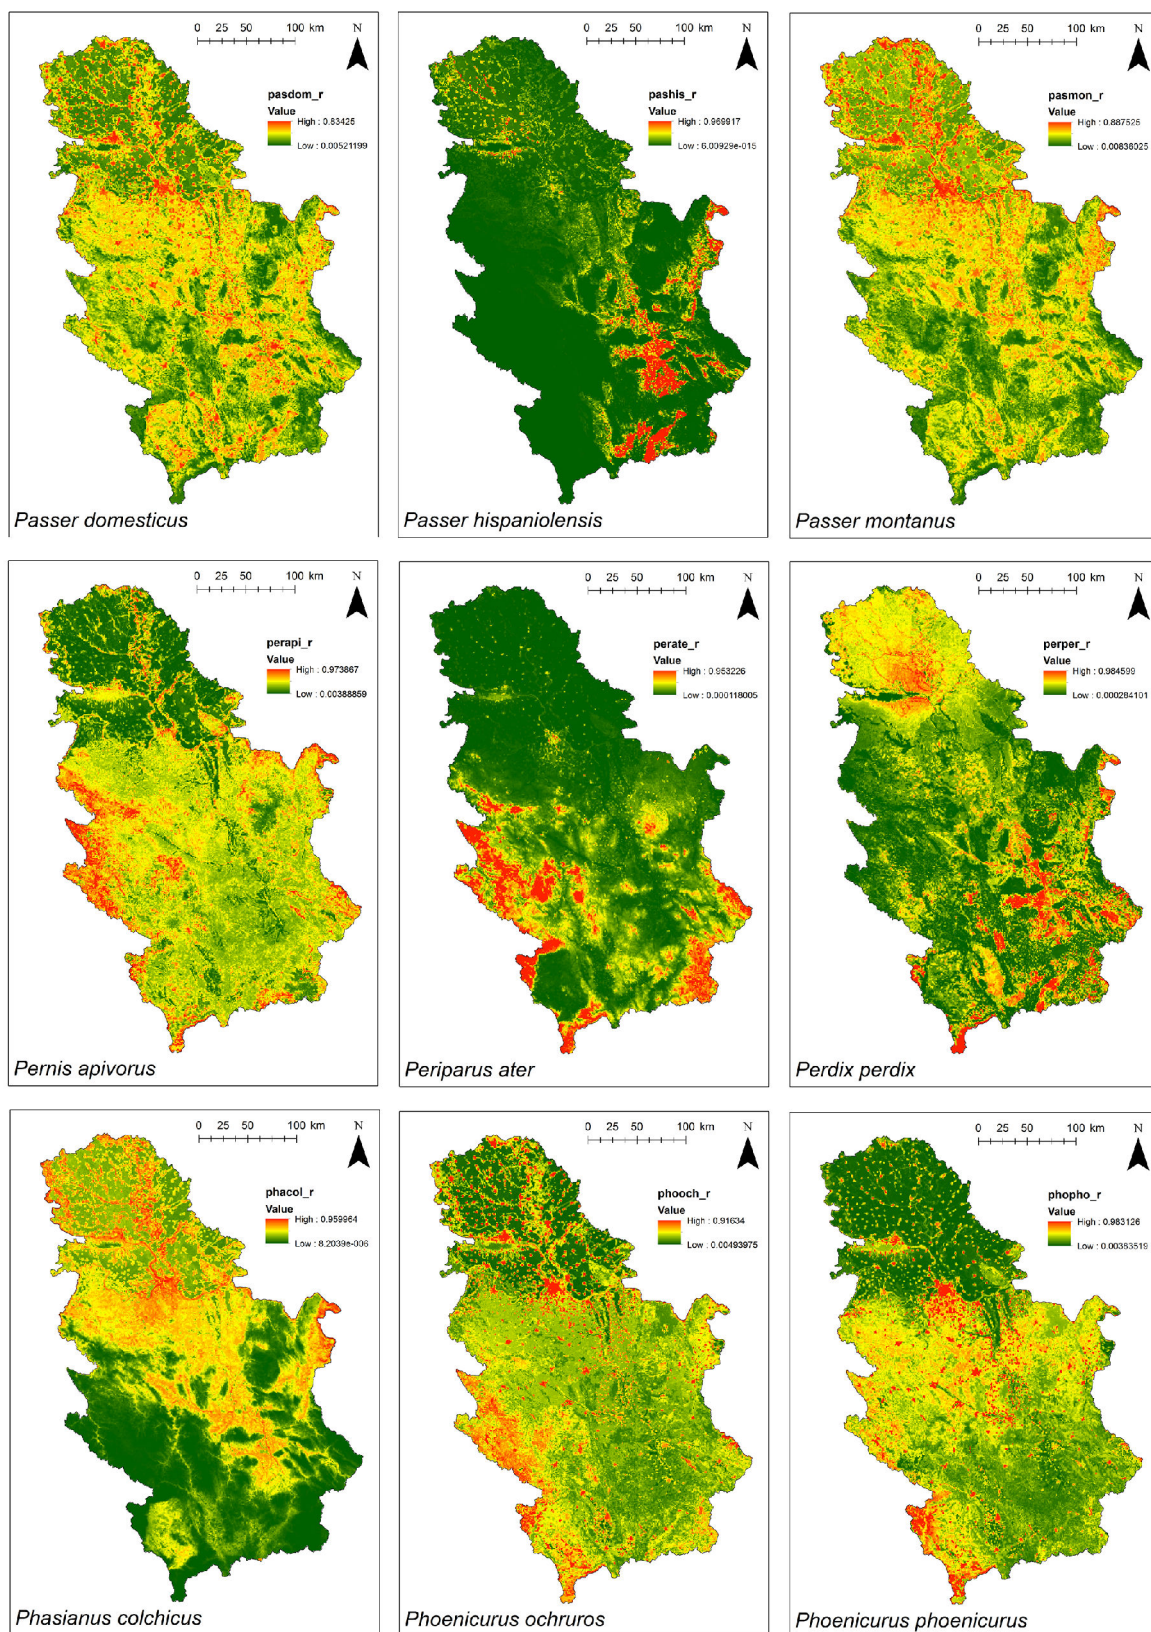 0 25 50 100 km
N
pasdom_r
Value
High : 0.83425
Low : 0.00521199
Passer domesticus
0 25 50 100 km
N
pashis_r
Value
High : 0.969917
Low : 6.00929e-015
Passer hispaniolensis
0 25 50 100 km
N
pasmon_r
Value
High : 0.887525
Low : 0.00836025
Passer montanus
0 25 50 100 km
N
perapi_r
Value
High : 0.973867
Low : 0.00388859
Pernis apivorus
0 25 50 100 km
N
perate_r
Value
High : 0.953226
Low : 0.000118005
Periparus ater
0 25 50 100 km
N
perper_r
Value
High : 0.984599
Low : 0.000284101
Perdix perdix
0 25 50 100 km
N
phacol_r
Value
High : 0.959964
Low : 8.2039e-006
Phasianus colchicus
0 25 50 100 km
N
phooch_r
Value
High : 0.91634
Low : 0.00493975
Phoenicurus ochruros
0 25 50 100 km
N
phopho_r
Value
High : 0.983126
Low : 0.00383519
Phoenicurus phoenicurus